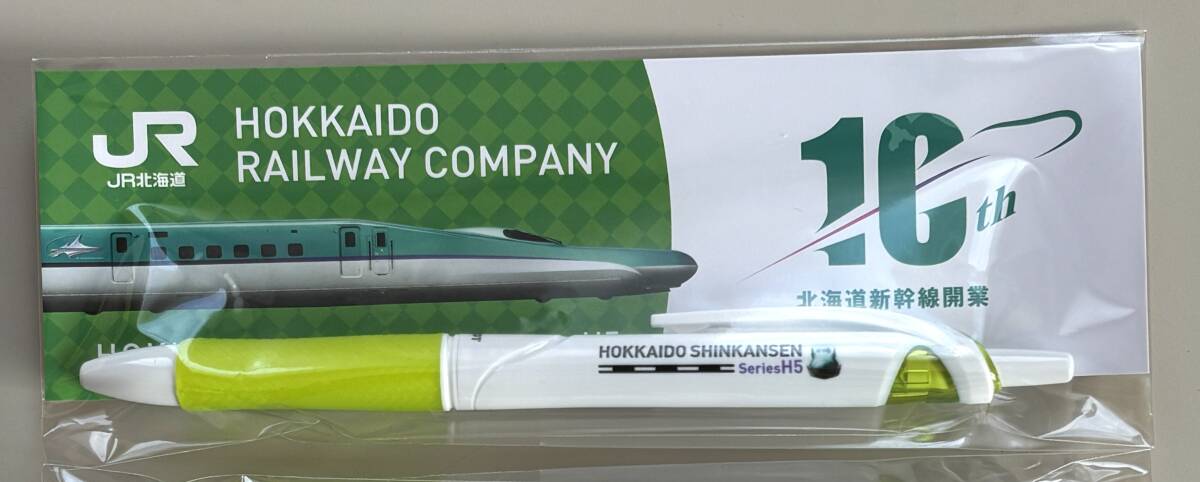 JR
JR北海道
HOKKAIDO
RAILWAY COMPANY
10th
北海道新幹線開業
HOKKAIDO SHINKANSEN
SeriesH5